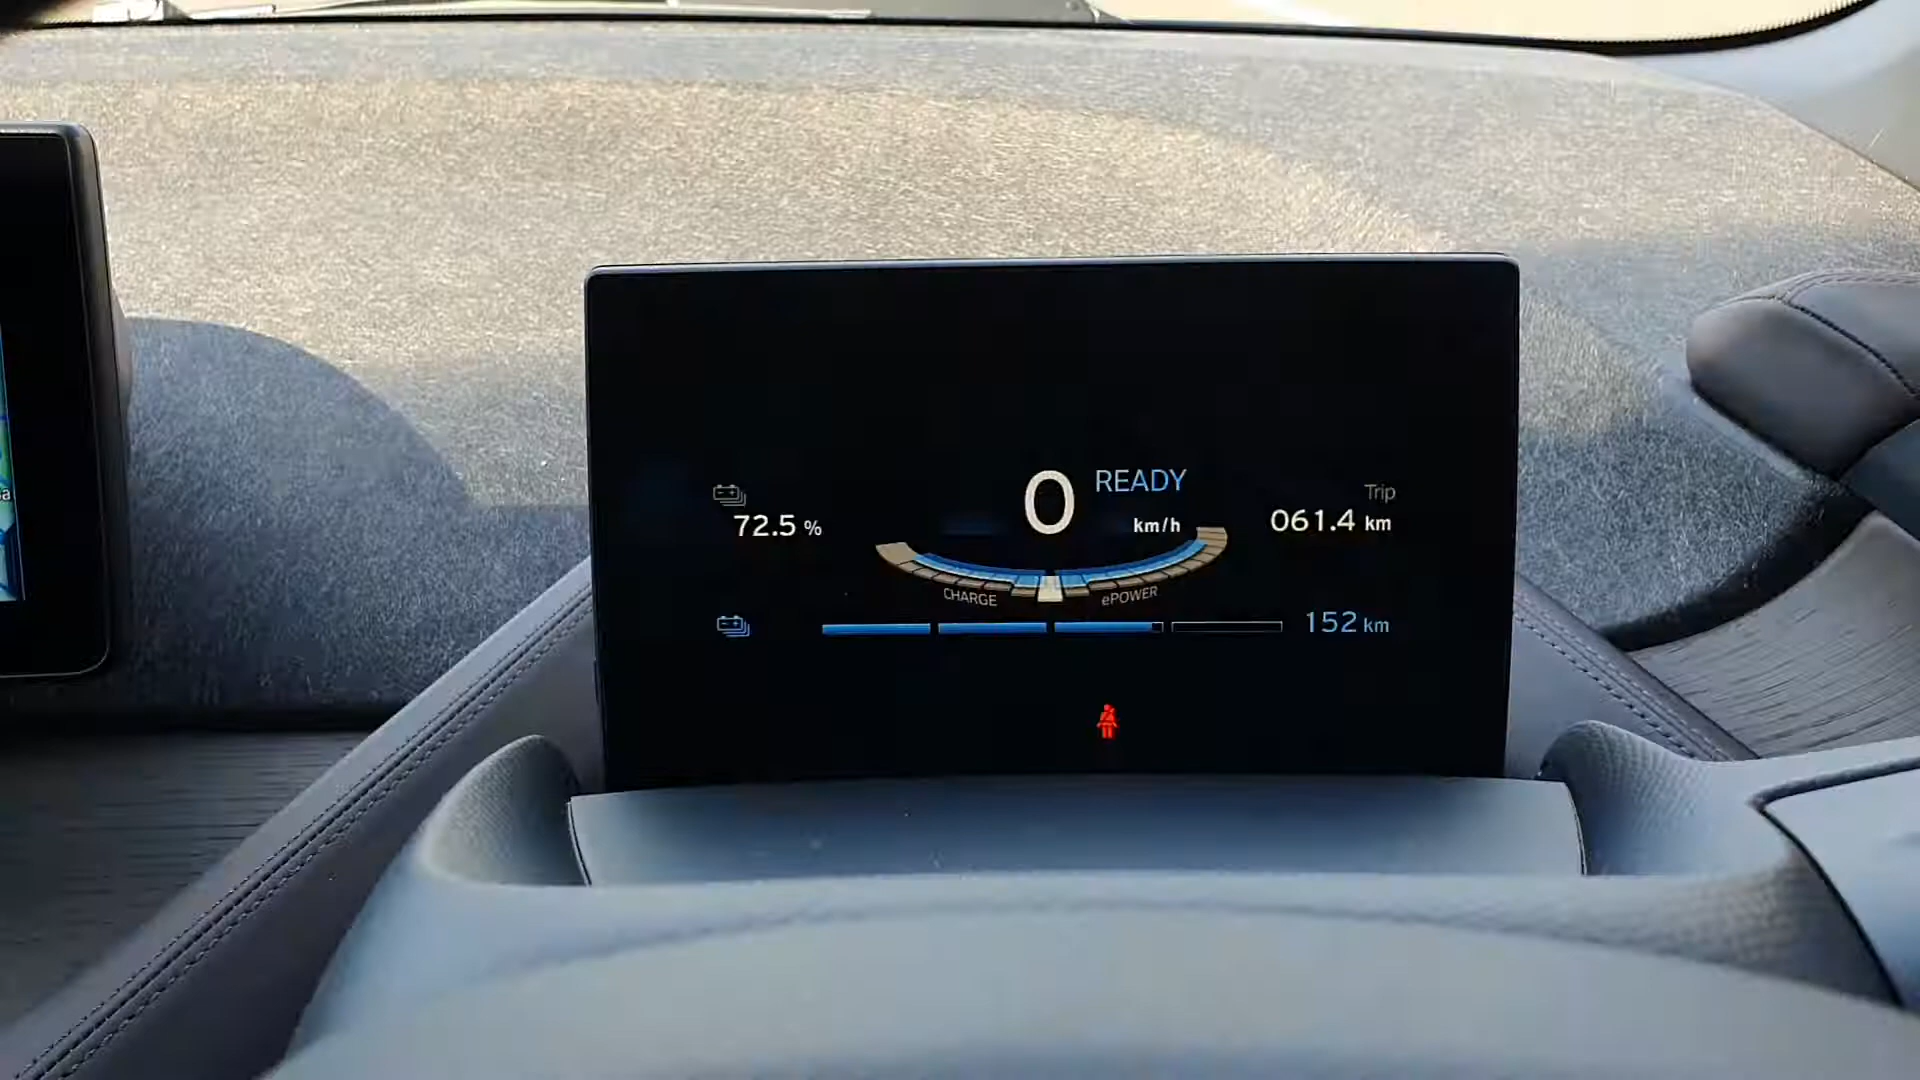 0 READY
km/h
72.5 %
Trip
061.4 km
CHARGE
ePOWER
152 km
a